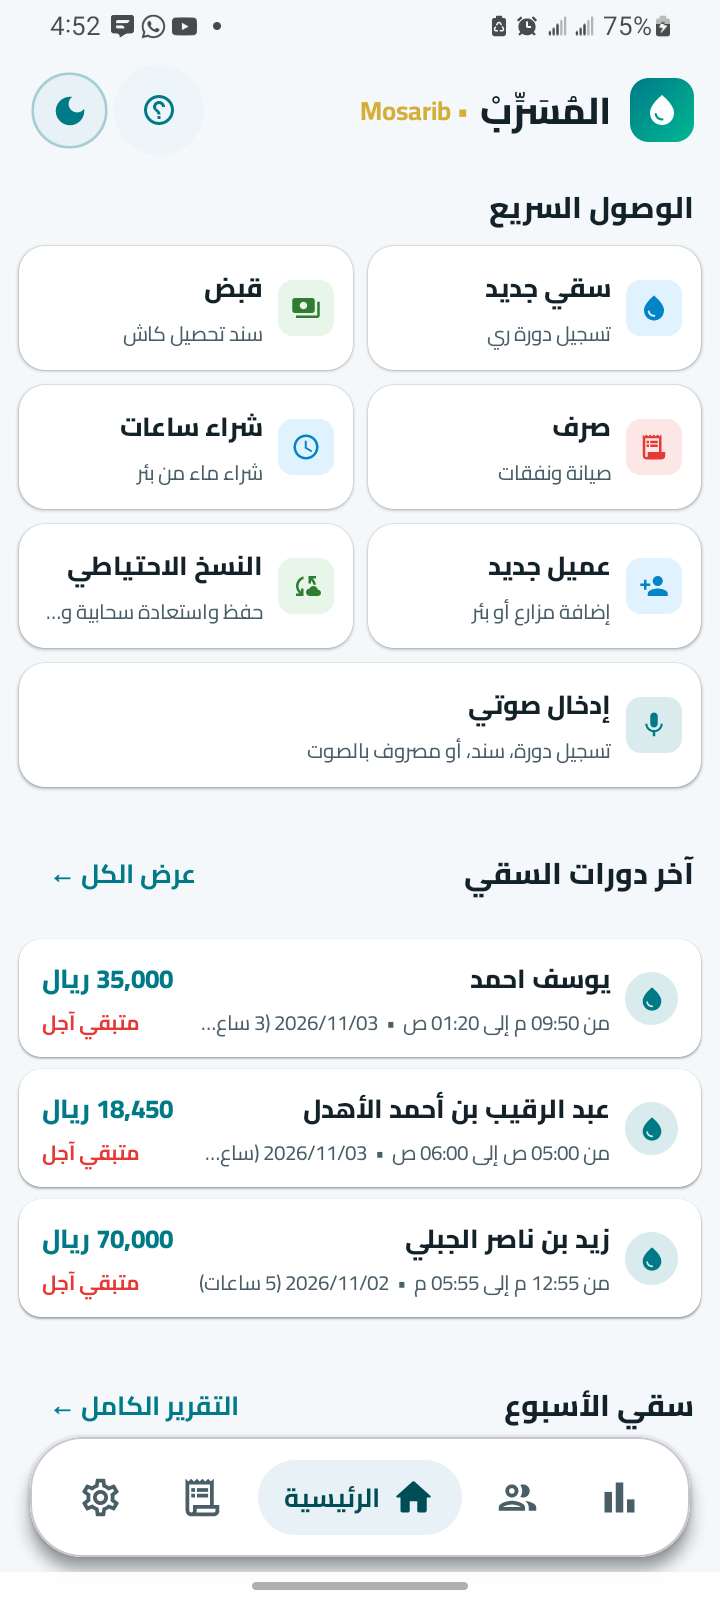 4:52
75%
المُسَرِّبْ • Mosarib
الوصول السريع
سقي جديد
تسجيل دورة ري
قبض
سند تحصيل كاش
صرف
صيانة ونفقات
شراء ساعات
شراء ماء من بئر
عميل جديد
إضافة مزارع أو بئر
النسخ الاحتياطي
حفظ واستعادة سحابية و...
إدخال صوتي
تسجيل دورة، سند، أو مصروف بالصوت
آخر دورات السقي
عرض الكل ←
يوسف احمد
35,000 ريال
من 09:50 م إلى 01:20 ص • 2026/11/03 (3 ساع...
متبقي آجل
عبد الرقيب بن أحمد الأهدل
18,450 ريال
من 05:00 ص إلى 06:00 ص • 2026/11/03 (ساع...
متبقي آجل
زيد بن ناصر الجبلي
70,000 ريال
من 12:55 م إلى 05:55 م • 2026/11/02 (5 ساعات)
متبقي آجل
سقي الأسبوع
التقرير الكامل ←
الرئيسية